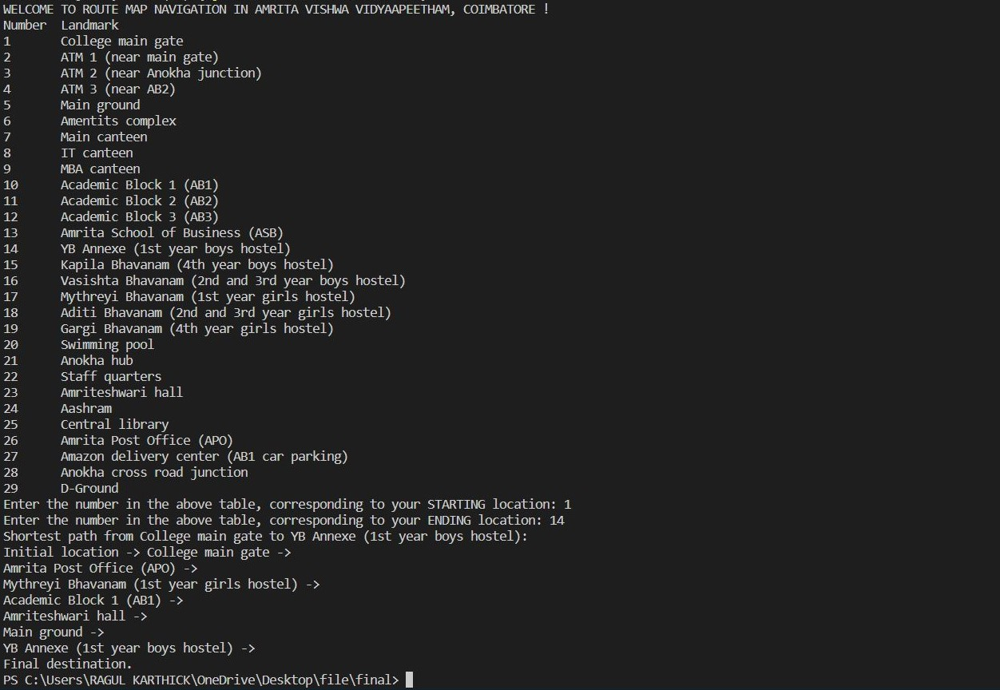 WELCOME TO ROUTE MAP NAVIGATION IN AMRITA VISHWA VIDYAAPEETHAM, COIMBATORE !
Number  Landmark
1       College main gate
2       ATM 1 (near main gate)
3       ATM 2 (near Anokha junction)
4       ATM 3 (near AB2)
5       Main ground
6       Amentits complex
7       Main canteen
8       IT canteen
9       MBA canteen
10      Academic Block 1 (AB1)
11      Academic Block 2 (AB2)
12      Academic Block 3 (AB3)
13      Amrita School of Business (ASB)
14      YB Annexe (1st year boys hostel)
15      Kapila Bhavanam (4th year boys hostel)
16      Vasishta Bhavanam (2nd and 3rd year boys hostel)
17      Mythreyi Bhavanam (1st year girls hostel)
18      Aditi Bhavanam (2nd and 3rd year girls hostel)
19      Gargi Bhavanam (4th year girls hostel)
20      Swimming pool
21      Anokha hub
22      Staff quarters
23      Amriteshwari hall
24      Aashram
25      Central library
26      Amrita Post Office (APO)
27      Amazon delivery center (AB1 car parking)
28      Anokha cross road junction
29      D-Ground
Enter the number in the above table, corresponding to your STARTING location: 1
Enter the number in the above table, corresponding to your ENDING location: 14
Shortest path from College main gate to YB Annexe (1st year boys hostel):
Initial location -> College main gate ->
Amrita Post Office (APO) ->
Mythreyi Bhavanam (1st year girls hostel) ->
Academic Block 1 (AB1) ->
Amriteshwari hall ->
Main ground ->
YB Annexe (1st year boys hostel) ->
Final destination.
PS C:\Users\RAGUL KARTHICK\OneDrive\Desktop\file\final>